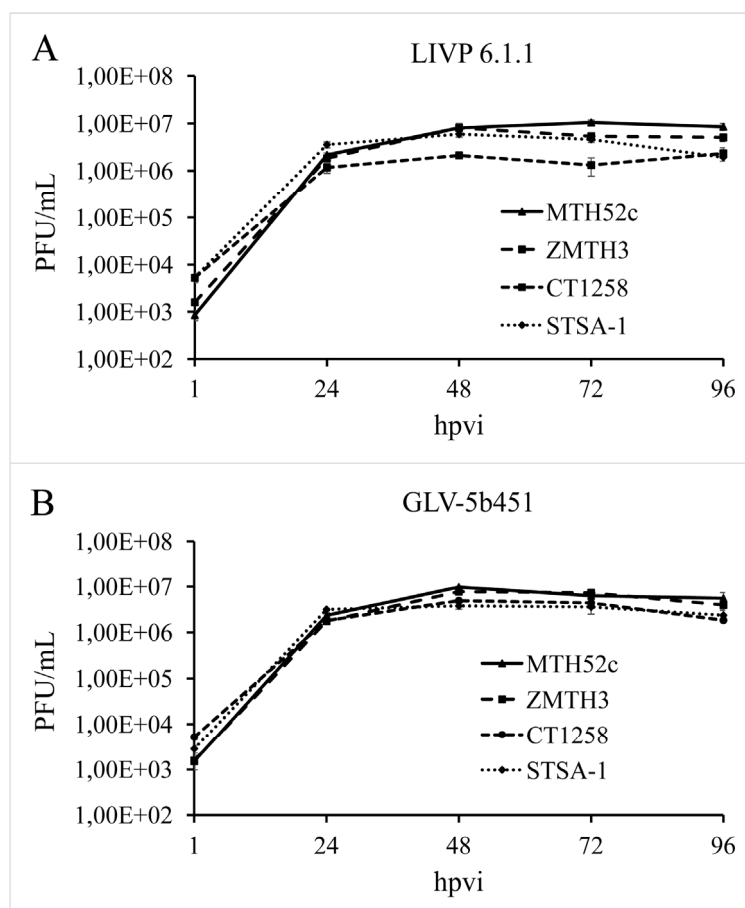 A
LIVP 6.1.1
1,00E+08
1,00E+07
1,00E+06
1,00E+05
1,00E+04
1,00E+03
1,00E+02
PFU/mL
MTH52c
ZMTH3
CT1258
STSA-1
1 24 48 72 96
hpvi
B
GLV-5b451
1,00E+08
1,00E+07
1,00E+06
1,00E+05
1,00E+04
1,00E+03
1,00E+02
PFU/mL
MTH52c
ZMTH3
CT1258
STSA-1
1 24 48 72 96
hpvi